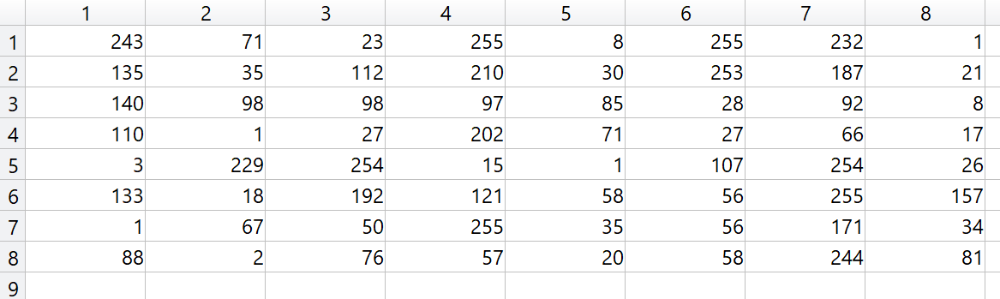 1 2 3 4 5 6 7 8
1 243 71 23 255 8 255 232 1
2 135 35 112 210 30 253 187 21
3 140 98 98 97 85 28 92 8
4 110 1 27 202 71 27 66 17
5 3 229 254 15 1 107 254 26
6 133 18 192 121 58 56 255 157
7 1 67 50 255 35 56 171 34
8 88 2 76 57 20 58 244 81
9